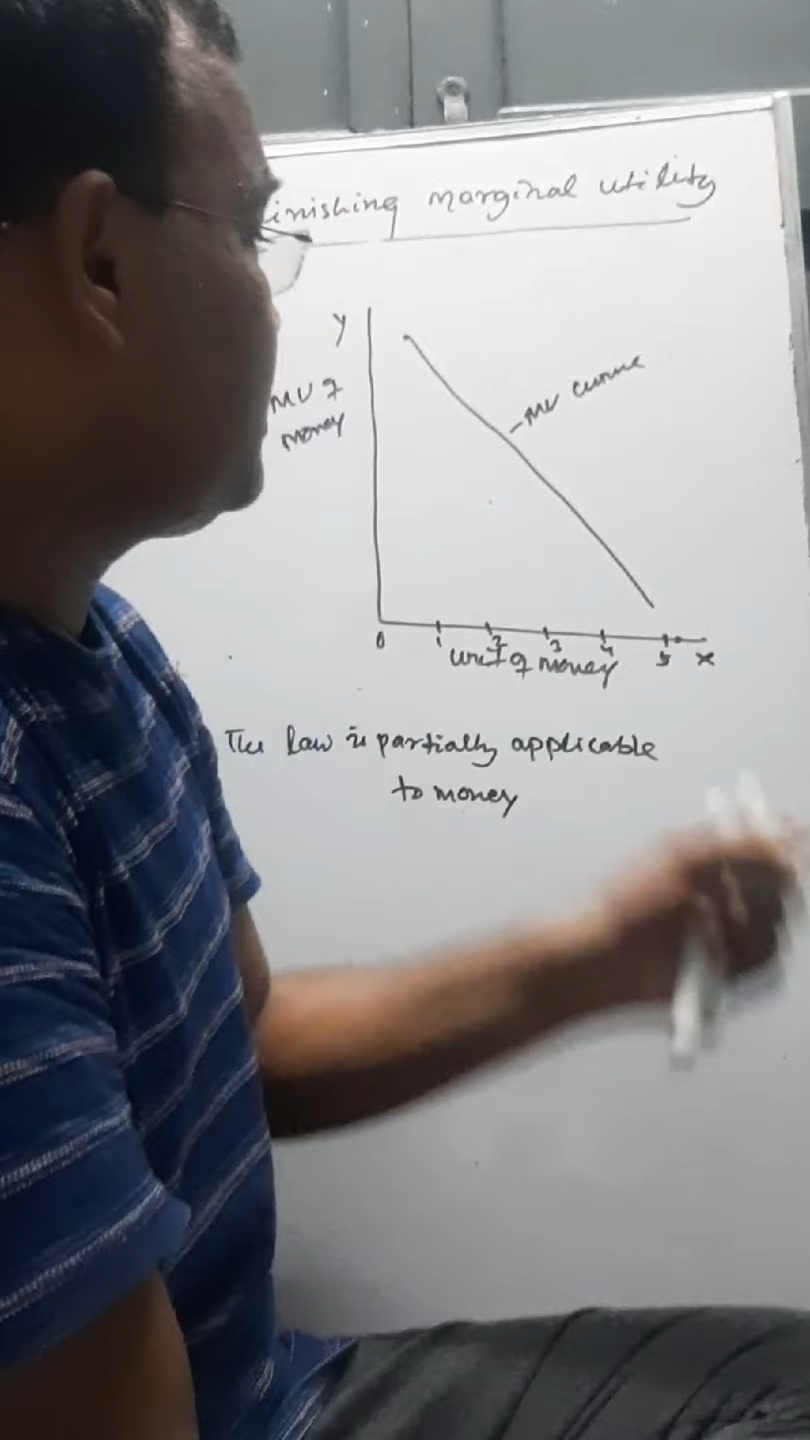 inishing marginal utility
Y
MU of
money
MU curve
0 1 2 3 4 5 X
unit of money
The law is partially applicable
to money